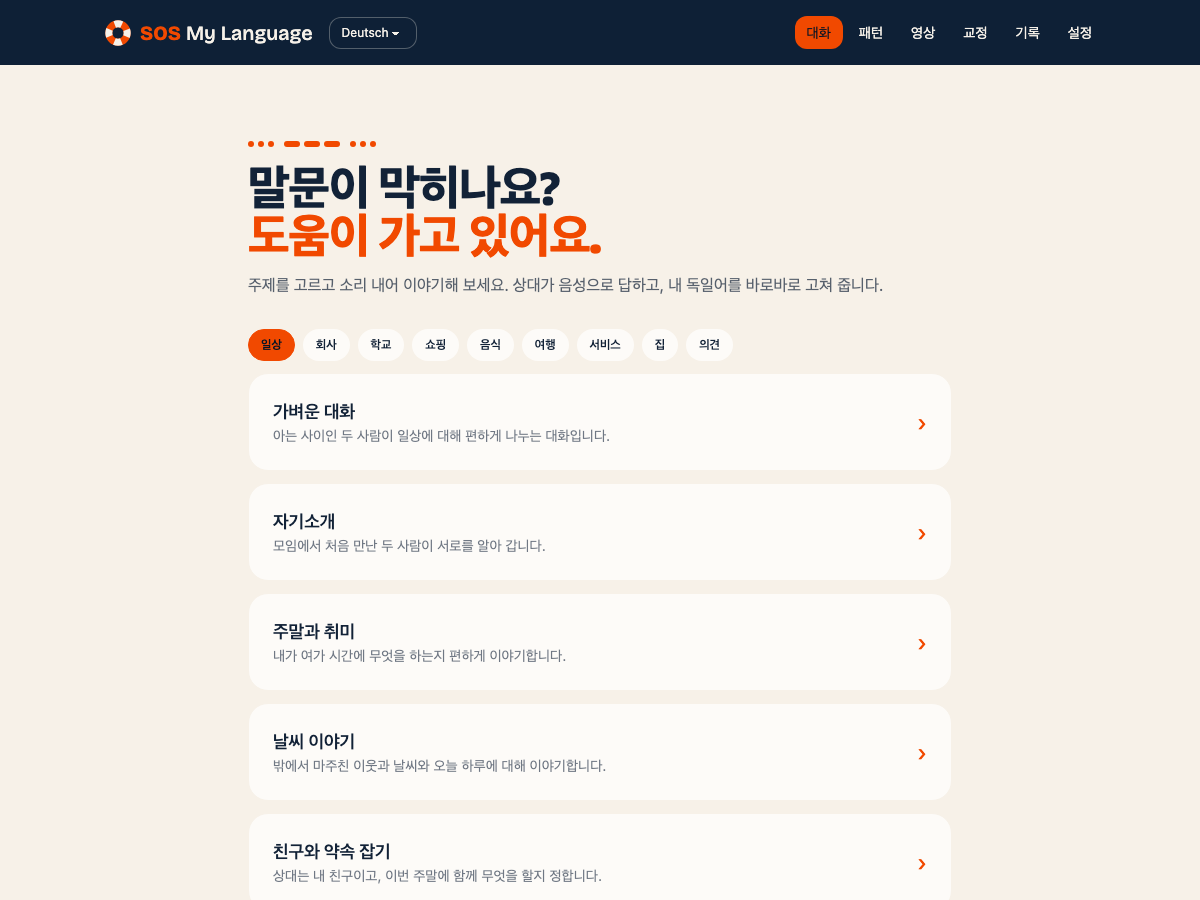 SOS My Language
Deutsch
대화
패턴
영상
교정
기록
설정
말문이 막히나요?
도움이 가고 있어요.
주제를 고르고 소리 내어 이야기해 보세요. 상대가 음성으로 답하고, 내 독일어를 바로바로 고쳐 줍니다.
일상
회사
학교
쇼핑
음식
여행
서비스
집
의견
가벼운 대화
아는 사이인 두 사람이 일상에 대해 편하게 나누는 대화입니다.
자기소개
모임에서 처음 만난 두 사람이 서로를 알아 갑니다.
주말과 취미
내가 여가 시간에 무엇을 하는지 편하게 이야기합니다.
날씨 이야기
밖에서 마주친 이웃과 날씨와 오늘 하루에 대해 이야기합니다.
친구와 약속 잡기
상대는 내 친구이고, 이번 주말에 함께 무엇을 할지 정합니다.